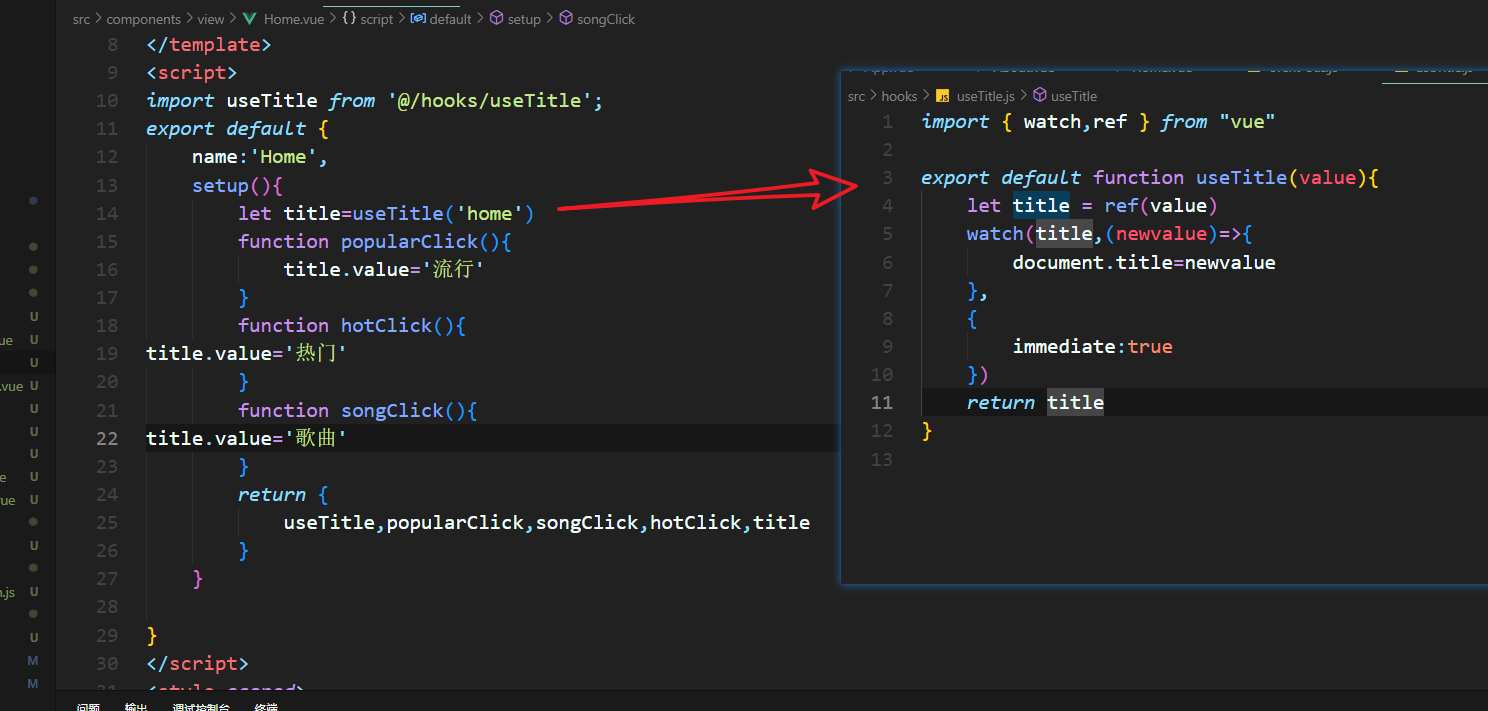 src > components > view > Home.vue > {} script > default > setup > songClick
8 </template>
9 <script>
10 import useTitle from '@/hooks/useTitle';
11 export default {
12 name:'Home',
13 setup(){
14 let title=useTitle('home')
15 function popularClick(){
16 title.value='流行'
17 }
18 function hotClick(){
19 title.value='热门'
20 }
21 function songClick(){
22 title.value='歌曲'
23 }
24 return {
25 useTitle,popularClick,songClick,hotClick,title
26 }
27 }
28
29 }
30 </script>
31 <style scoped>
问题 输出 调试控制台 终端
U
ue U
U
.vue U
U
U
U
e U
ue U
U
.js U
U
M
M
src > hooks > JS useTitle.js > useTitle
1 import { watch,ref } from "vue"
2
3 export default function useTitle(value){
4 let title = ref(value)
5 watch(title,(newvalue)=>{
6 document.title=newvalue
7 },
8 {
9 immediate:true
10 })
11 return title
12 }
13